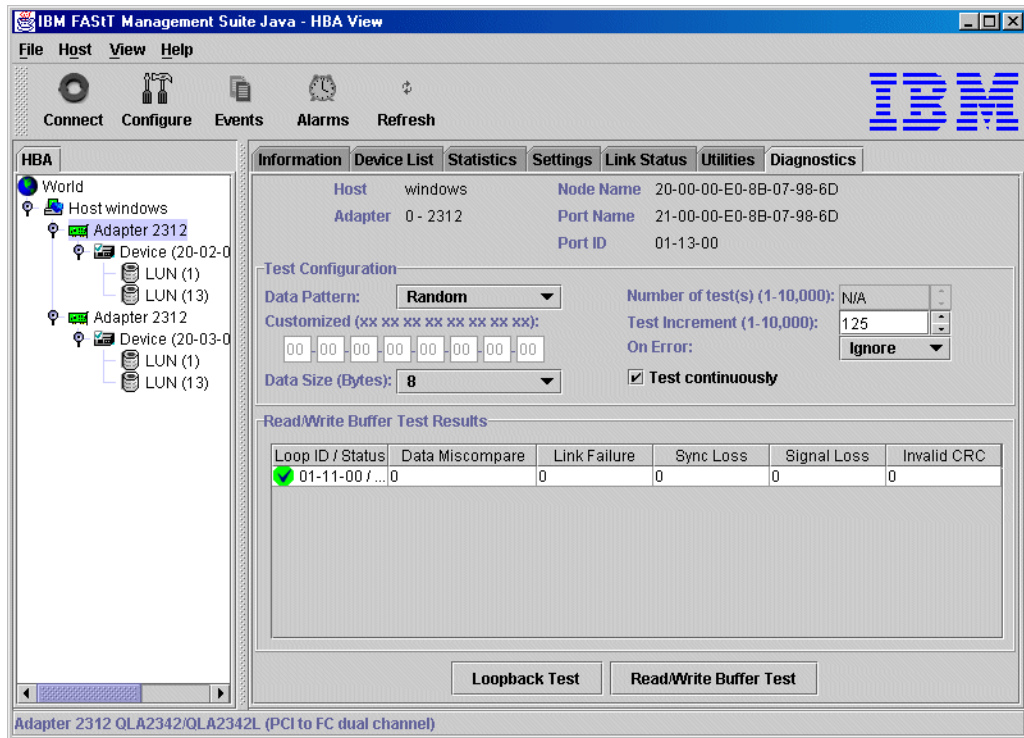 IBM FAStT Management Suite Java - HBA View
File Host View Help
Connect Configure Events Alarms Refresh
IBM
HBA
World
Host windows
Adapter 2312
Device (20-02-0
LUN (1)
LUN (13)
Adapter 2312
Device (20-03-0
LUN (1)
LUN (13)
Information Device List Statistics Settings Link Status Utilities Diagnostics
Host windows Node Name 20-00-00-E0-8B-07-98-6D
Adapter 0 - 2312 Port Name 21-00-00-E0-8B-07-98-6D
Port ID 01-13-00
Test Configuration
Data Pattern: Random Number of test(s) (1-10,000): N/A
Customized (xx xx xx xx xx xx xx xx): Test Increment (1-10,000): 125
00 - 00 - 00 - 00 - 00 - 00 - 00 - 00 On Error: Ignore
Data Size (Bytes): 8 Test continuously
Read/Write Buffer Test Results
Loop ID / Status Data Miscompare Link Failure Sync Loss Signal Loss Invalid CRC
01-11-00 / ... 0 0 0 0 0
Loopback Test Read/Write Buffer Test
Adapter 2312 QLA2342/QLA2342L (PCI to FC dual channel)